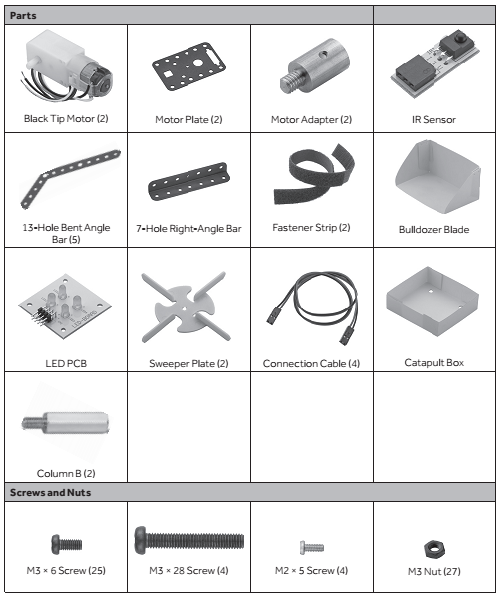 Parts
Black Tip Motor (2)
Motor Plate (2)
Motor Adapter (2)
IR Sensor
13-Hole Bent Angle
Bar (5)
7-Hole Right-Angle Bar
Fastener Strip (2)
Bulldozer Blade
LED PCB
Sweeper Plate (2)
Connection Cable (4)
Catapult Box
Column B (2)
Screws and Nuts
M3 × 6 Screw (25)
M3 × 28 Screw (4)
M2 × 5 Screw (4)
M3 Nut (27)